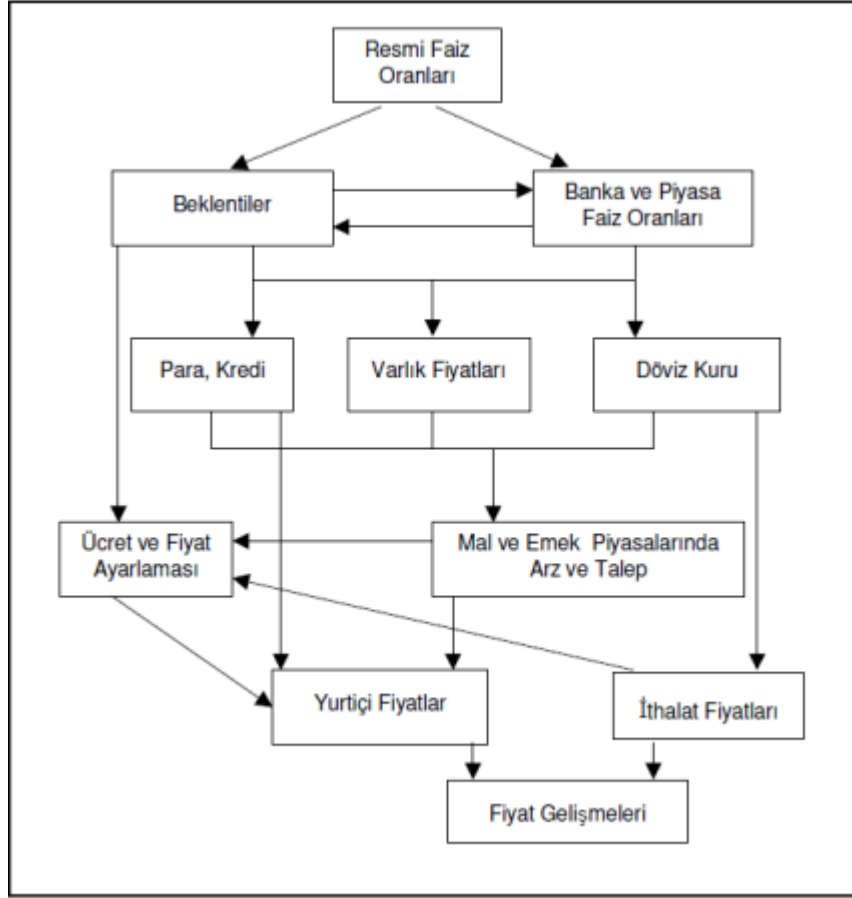 Resmi Faiz
Oranları
Beklentiler
Banka ve Piyasa
Faiz Oranları
Para, Kredi
Varlık Fiyatları
Döviz Kuru
Ücret ve Fiyat
Ayarlaması
Mal ve Emek Piyasalarında
Arz ve Talep
Yurtiçi Fiyatlar
İthalat Fiyatları
Fiyat Gelişmeleri